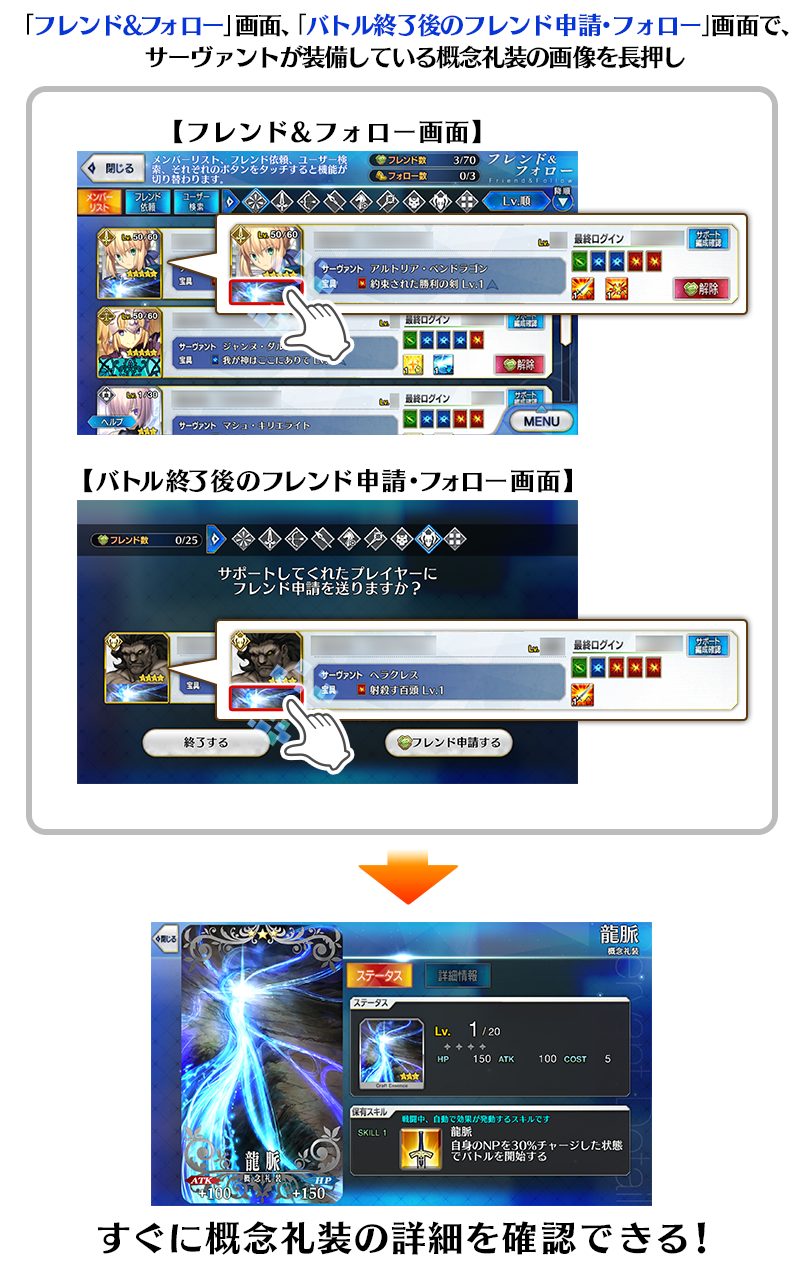 「フレンド&フォロー」画面、「バトル終了後のフレンド申請・フォロー」画面で、
サーヴァントが装備している概念礼装の画像を長押し
【フレンド&フォロー画面】
閉じる
メンバーリスト、フレンド依頼、ユーザー検
索、それぞれのボタンをタッチすると機能が
切り替わります。
フレンド数 3/70
フォロー数 0/3
フレンド&
フォロー
Friend&Follow
メンバー
リスト
フレンド
依頼
ユーザー
検索
Lv.順
降順
Lv. 50/60
宝具
Lv. 50/60
Lv.
最終ログイン
サポート
編成確認
サーヴァント アルトリア・ペンドラゴン
宝具 約束された勝利の剣 Lv.1
解除
Lv. 50/60
Lv.
最終ログイン
編成確認
サーヴァント ジャンヌ・ダル
宝具 我が神はここにありて
解除
Lv. 1/30
Lv.
最終ログイン
サポート
編成確認
サーヴァント マシュ・キリエライト
ヘルプ
MENU
【バトル終了後のフレンド申請・フォロー画面】
フレンド数 0/25
サポートしてくれたプレイヤーに
フレンド申請を送りますか?
宝具
Lv.
最終ログイン
サポート
編成確認
サーヴァント ヘラクレス
宝具 射殺す百頭 Lv.1
終了する
フレンド申請する
閉じる
龍脈
概念礼装
ステータス
詳細情報
ステータス
Lv. 1/20
HP 150 ATK 100 COST 5
Craft Essence
保有スキル
戦闘中、自動で効果が発動するスキルです
SKILL 1
龍脈
自身のNPを30%チャージした状態
でバトルを開始する
龍脈
概念礼装
ATK
+100
HP
+150
すぐに概念礼装の詳細を確認できる!